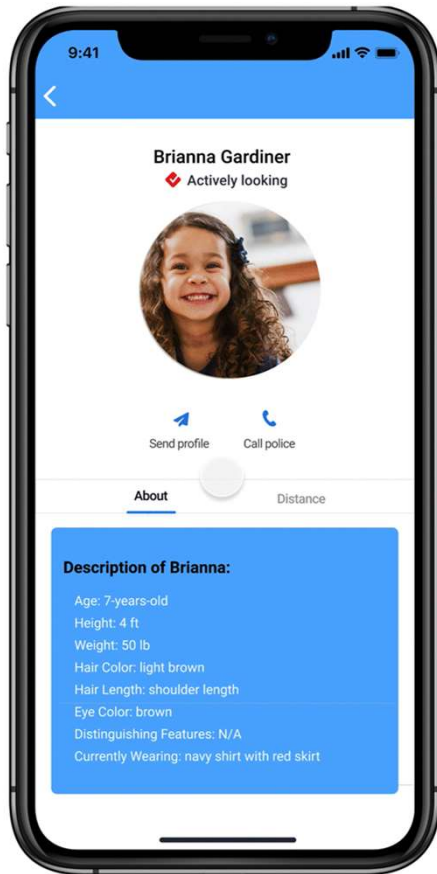 9:41
Brianna Gardiner
Actively looking
Send profile
Call police
About
Distance
Description of Brianna:
Age: 7-years-old
Height: 4 ft
Weight: 50 lb
Hair Color: light brown
Hair Length: shoulder length
Eye Color: brown
Distinguishing Features: N/A
Currently Wearing: navy shirt with red skirt